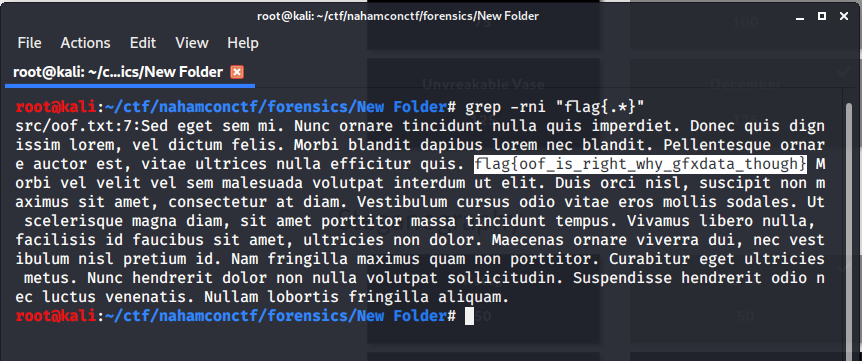 root@kali: ~/ctf/nahamconctf/forensics/New Folder
File Actions Edit View Help
root@kali: ~/c...ics/New Folder
root@kali:~/ctf/nahamconctf/forensics/New Folder# grep -rni "flag{.*}"
src/oof.txt:7:Sed eget sem mi. Nunc ornare tincidunt nulla quis imperdiet. Donec quis dign
issim lorem, vel dictum felis. Morbi blandit dapibus lorem nec blandit. Pellentesque ornar
e auctor est, vitae ultrices nulla efficitur quis. flag{oof_is_right_why_gfxdata_though} M
orbi vel velit vel sem malesuada volutpat interdum ut elit. Duis orci nisl, suscipit non m
aximus sit amet, consectetur at diam. Vestibulum cursus odio vitae eros mollis sodales. Ut
 scelerisque magna diam, sit amet porttitor massa tincidunt tempus. Vivamus libero nulla,
facilisis id faucibus sit amet, ultricies non dolor. Maecenas ornare viverra dui, nec vest
ibulum nisl pretium id. Nam fringilla maximus quam non porttitor. Curabitur eget ultricies
 metus. Nunc hendrerit dolor non nulla volutpat sollicitudin. Suspendisse hendrerit odio n
ec luctus venenatis. Nullam lobortis fringilla aliquam.
root@kali:~/ctf/nahamconctf/forensics/New Folder#